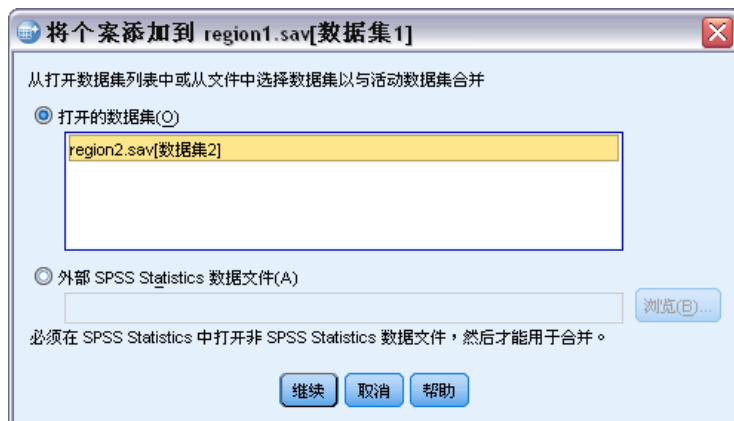 将个案添加到 region1.sav[数据集1]
从打开数据集列表中或从文件中选择数据集以与活动数据集合并
打开的数据集(O)
region2.sav[数据集2]
外部 SPSS Statistics 数据文件(A)
浏览(B)...
必须在 SPSS Statistics 中打开非 SPSS Statistics 数据文件，然后才能用于合并。
继续 取消 帮助